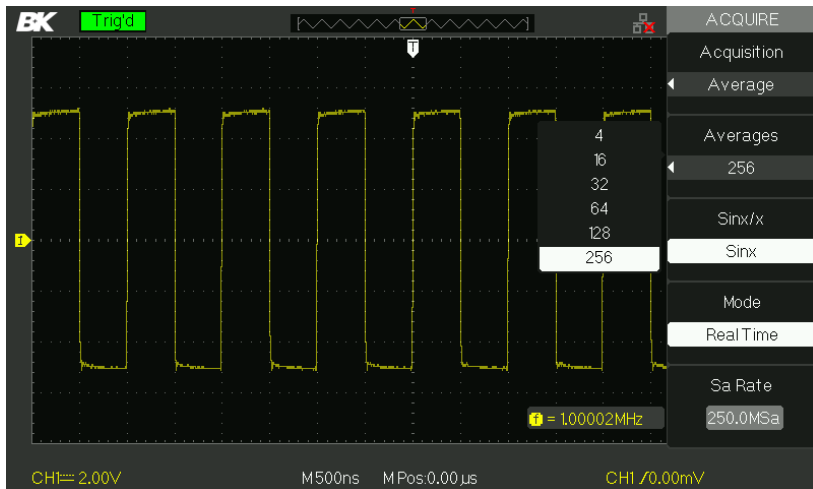 BK Trig'd T ACQUIRE
T
Acquisition
Average
Averages
256
4
16
32
64
128
256
Sinx/x
Sinx
Mode
Real Time
Sa Rate
250.0MSa
1
f = 1.00002MHz
CH1 2.00V M500ns M Pos:0.00µs CH1 / 0.00mV